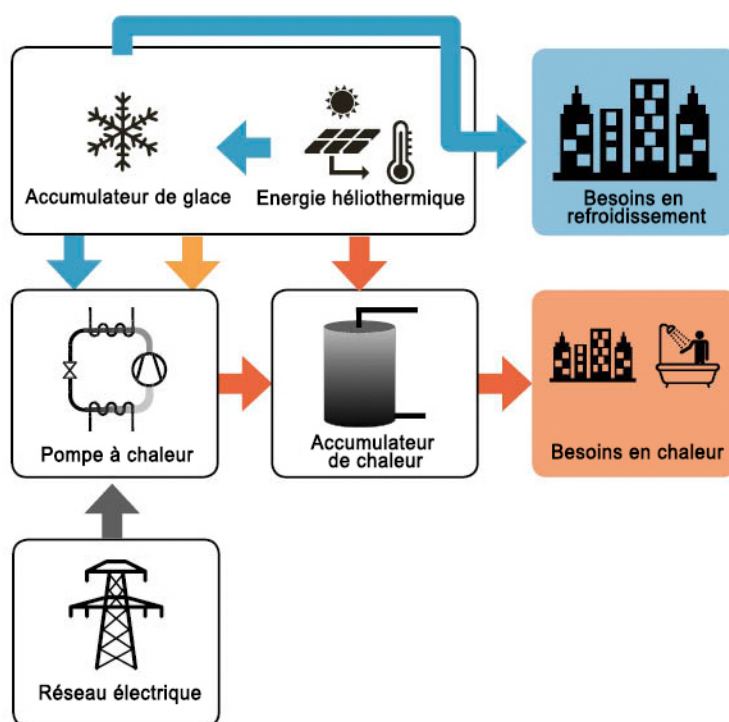 Accumulateur de glace
Energie héliothermique
Besoins en
refroidissement
Pompe à chaleur
Accumulateur
de chaleur
Besoins en chaleur
Réseau électrique